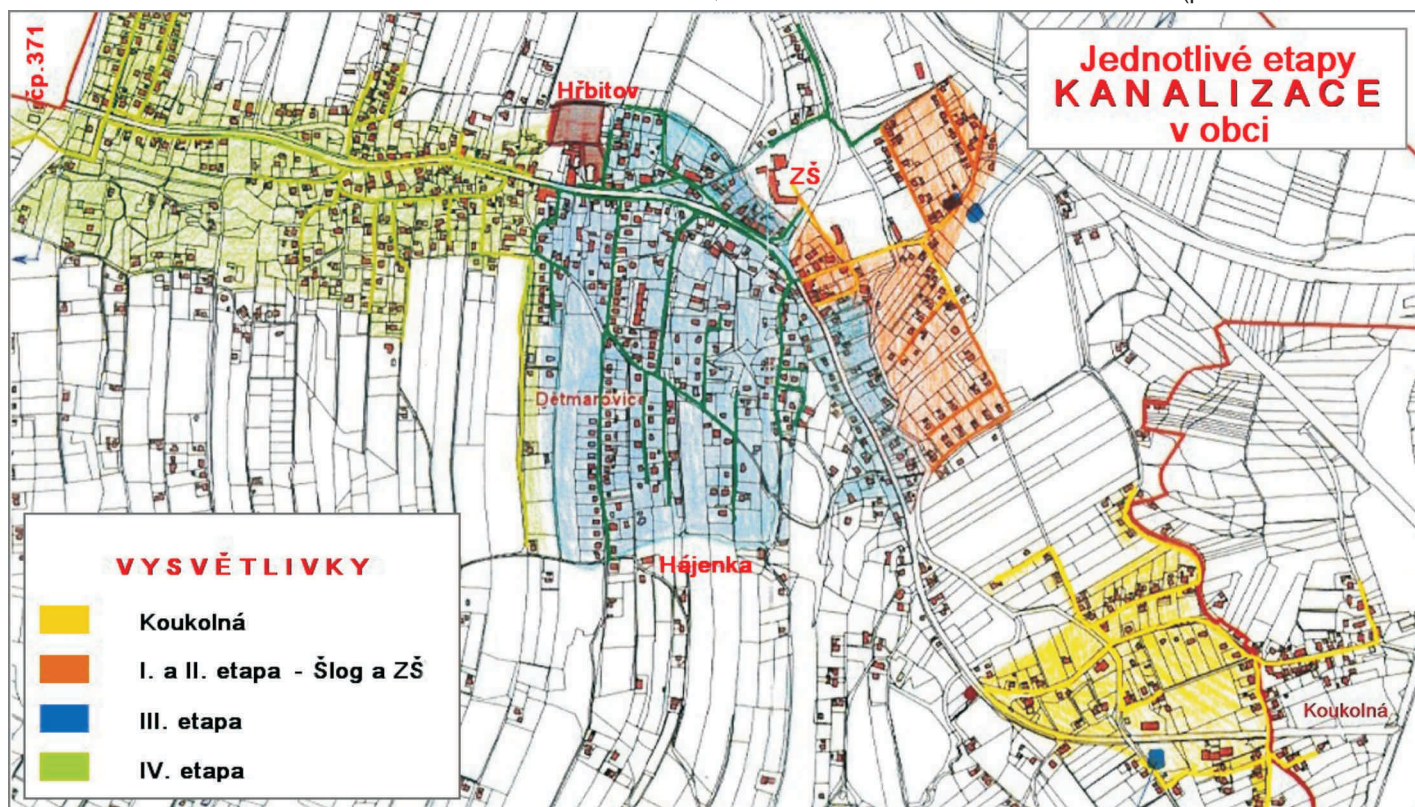 Jednotlivé etapy
KANALIZACE
v obci
čp.371
Hřbitov
ZŠ
Dětmarovice
Hájenka
Koukolná
VYSVĚTLIVKY
Koukolná
I. a II. etapa - Šlog a ZŠ
III. etapa
IV. etapa